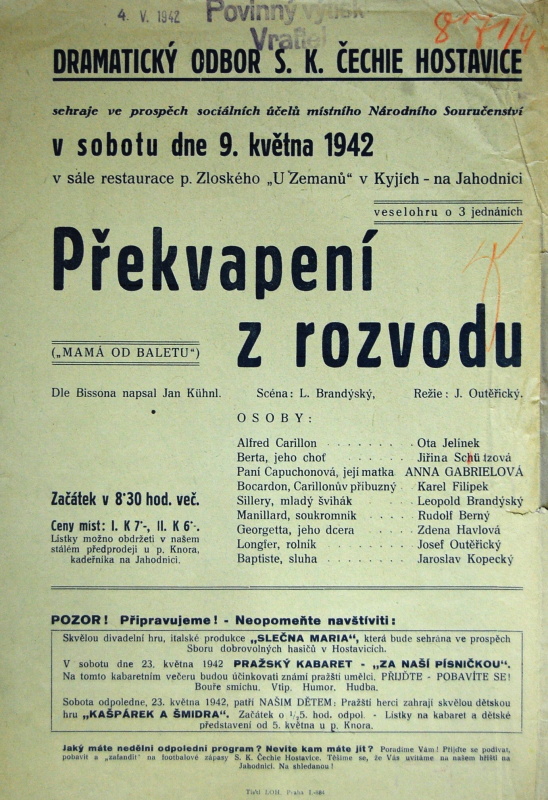 4. V. 1942
Povinný výtisk
Vraťte!
871/4
DRAMATICKÝ ODBOR S. K. ČECHIE HOSTAVICE
sehraje ve prospěch sociálních účelů místního Národního Souručenství
v sobotu dne 9. května 1942
v sále restaurace p. Zloského „U Zemanů“ v Kyjích - na Jahodnici
veselohru o 3 jednáních
Překvapení
z rozvodu
(„MAMÁ OD BALETU“)
Dle Bissona napsal Jan Kühnl. Scéna: L. Brandýský, Režie: J. Outěřický.
OSOBY:
Alfred Carillon . . . . . . . Ota Jelínek
Berta, jeho choť . . . . . . . Jiřina Schützová
Paní Capuchonová, její matka ANNA GABRIELOVÁ
Bocardon, Carillonův příbuzný . Karel Filípek
Sillery, mladý švihák . . . . Leopold Brandýský
Manillard, soukromník . . . . Rudolf Berný
Georgetta, jeho dcera . . . . Zdena Havlová
Longfer, rolník . . . . . . . Josef Outěřický
Baptiste, sluha . . . . . . . Jaroslav Kopecký
Začátek v 8·30 hod. več.
Ceny míst: I. K 7·-, II. K 6·-.
Lístky možno obdržeti v našem
stálém předprodeji u p. Knora,
kadeřníka na Jahodnici.
POZOR! Připravujeme! - Neopomeňte navštíviti:
Skvělou divadelní hru, italské produkce „SLEČNA MARIA“, která bude sehrána ve prospěch
Sboru dobrovolných hasičů v Hostavicích.
V sobotu dne 23. května 1942 PRAŽSKÝ KABARET - „ZA NAŠÍ PÍSNIČKOU“.
Na tomto kabaretním večeru budou účinkovati známí pražští umělci. PŘIJĎTE - POBAVÍTE SE!
Bouře smíchu. Vtip. Humor. Hudba.
Sobota odpoledne, 23. května 1942, patří NAŠIM DĚTEM: Pražští herci zahrají skvělou dětskou
hru „KAŠPÁREK A ŠMIDRA“. Začátek o ½5. hod. odpol. - Lístky na kabaret a dětské
představení od 5. května u p. Knora.
Jaký máte nedělní odpolední program? Nevíte kam máte jít? Poradíme Vám! Přijďte se podívat,
pobavit a „zafandit“ na footbalové zápasy S. K. Čechie Hostavice. Těšíme se, že Vás uvítáme na našem hřišti na
Jahodnici. Na shledanou!
Tiskl LOM, Praha I.-404